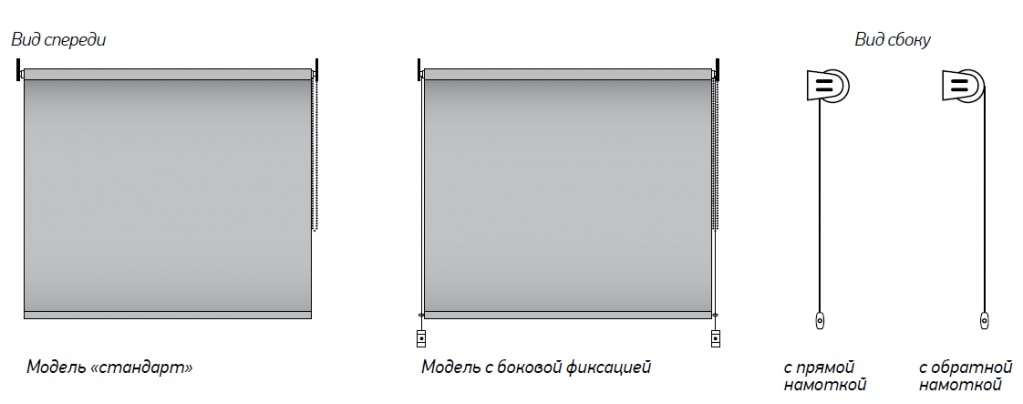 Вид спереди
Вид сбоку
Модель «стандарт»
Модель с боковой фиксацией
с прямой
намоткой
с обратной
намоткой